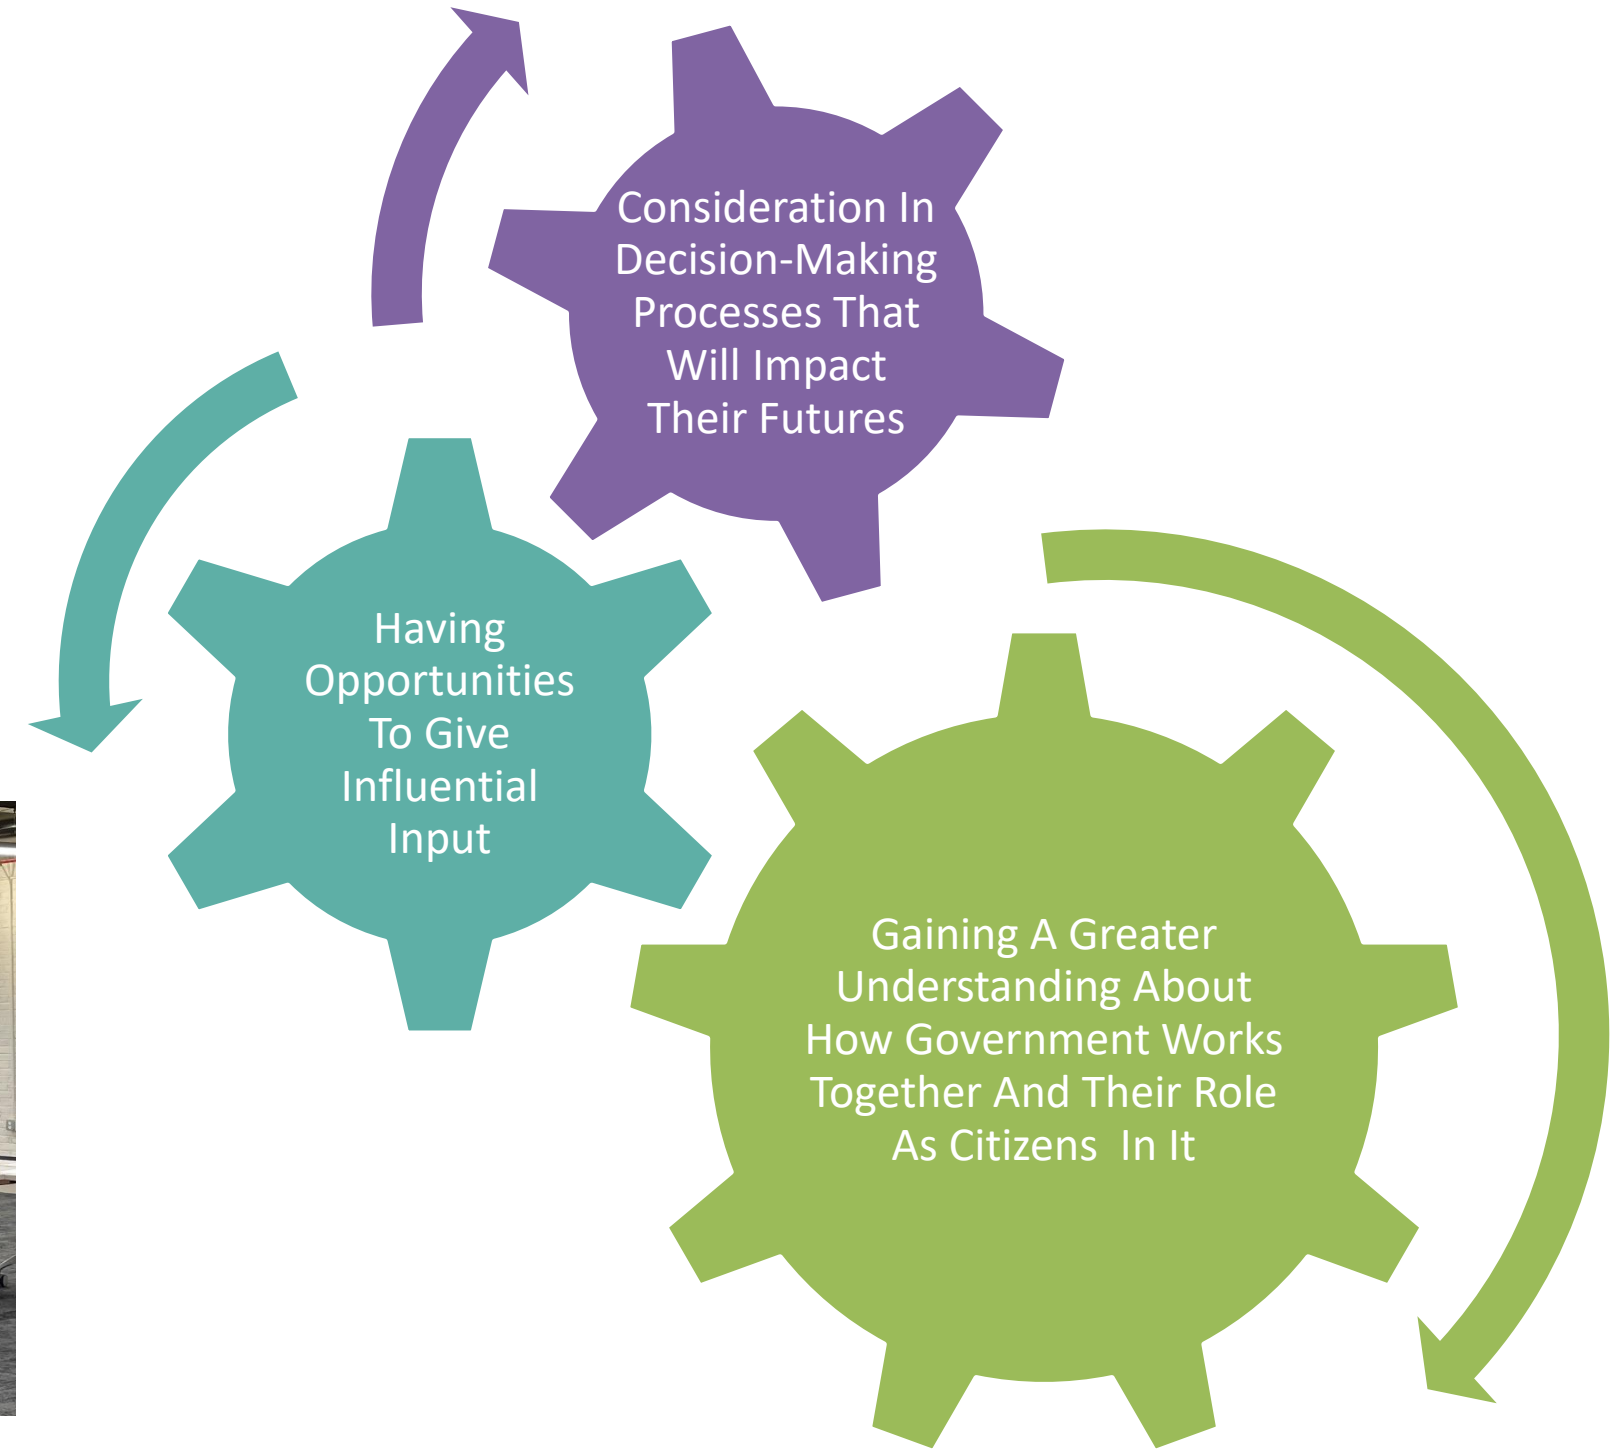 Consideration In
Decision-Making
Processes That
Will Impact
Their Futures
Having
Opportunities
To Give
Influential
Input
Gaining A Greater
Understanding About
How Government Works
Together And Their Role
As Citizens  In It